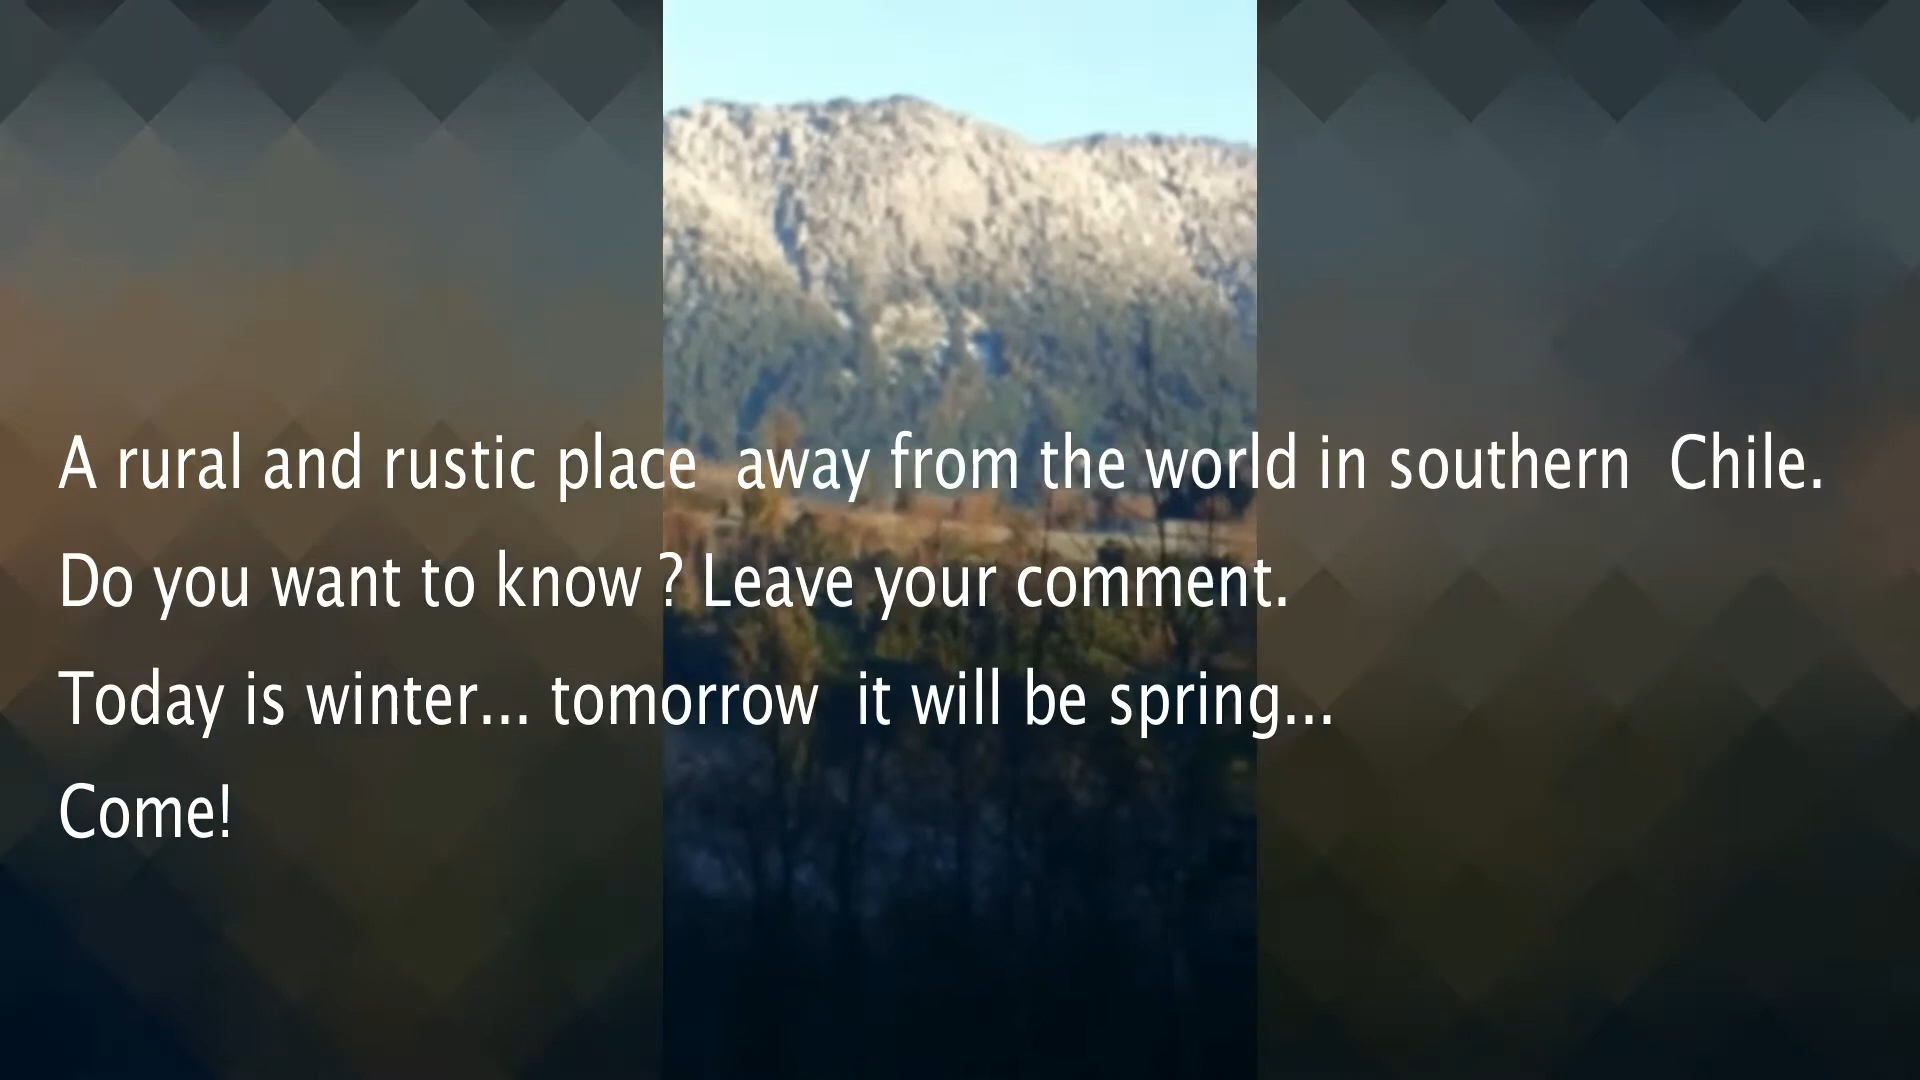 A rural and rustic place  away from the world in southern  Chile.
Do you want to know ? Leave your comment.
Today is winter... tomorrow  it will be spring...
Come!